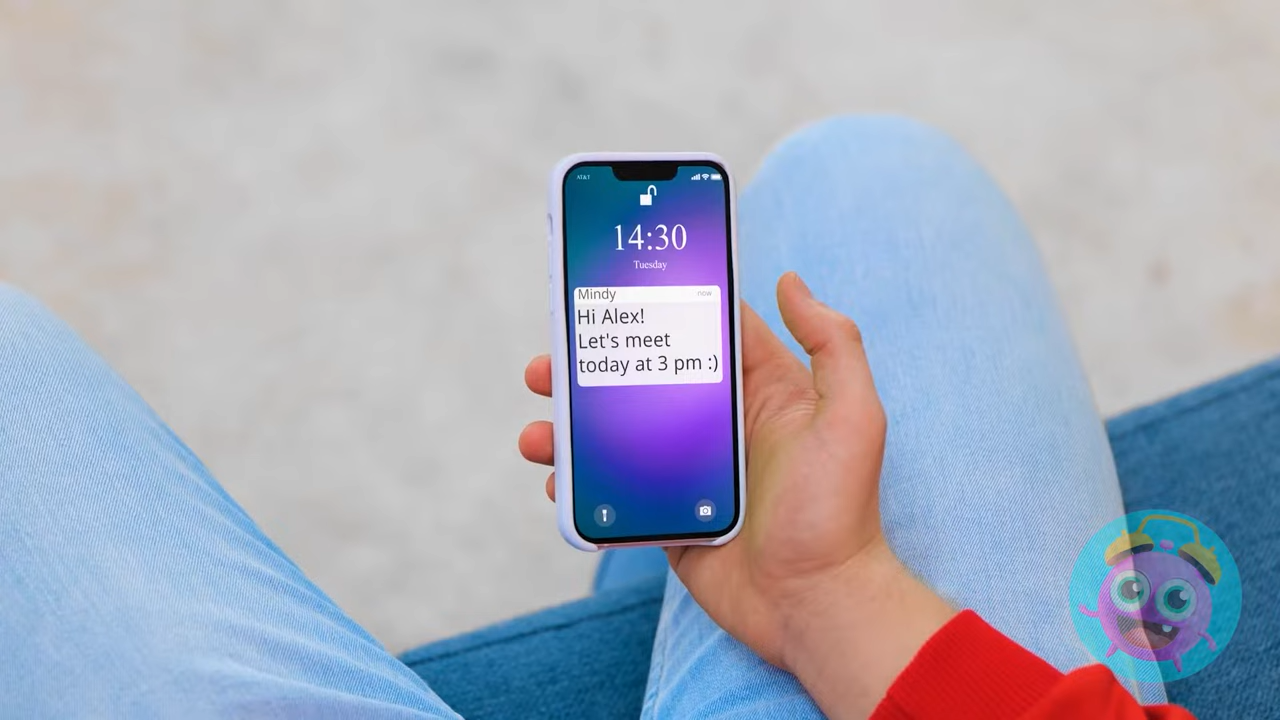 AT&T
14:30
Tuesday
Mindy now
Hi Alex!
Let's meet
today at 3 pm :)